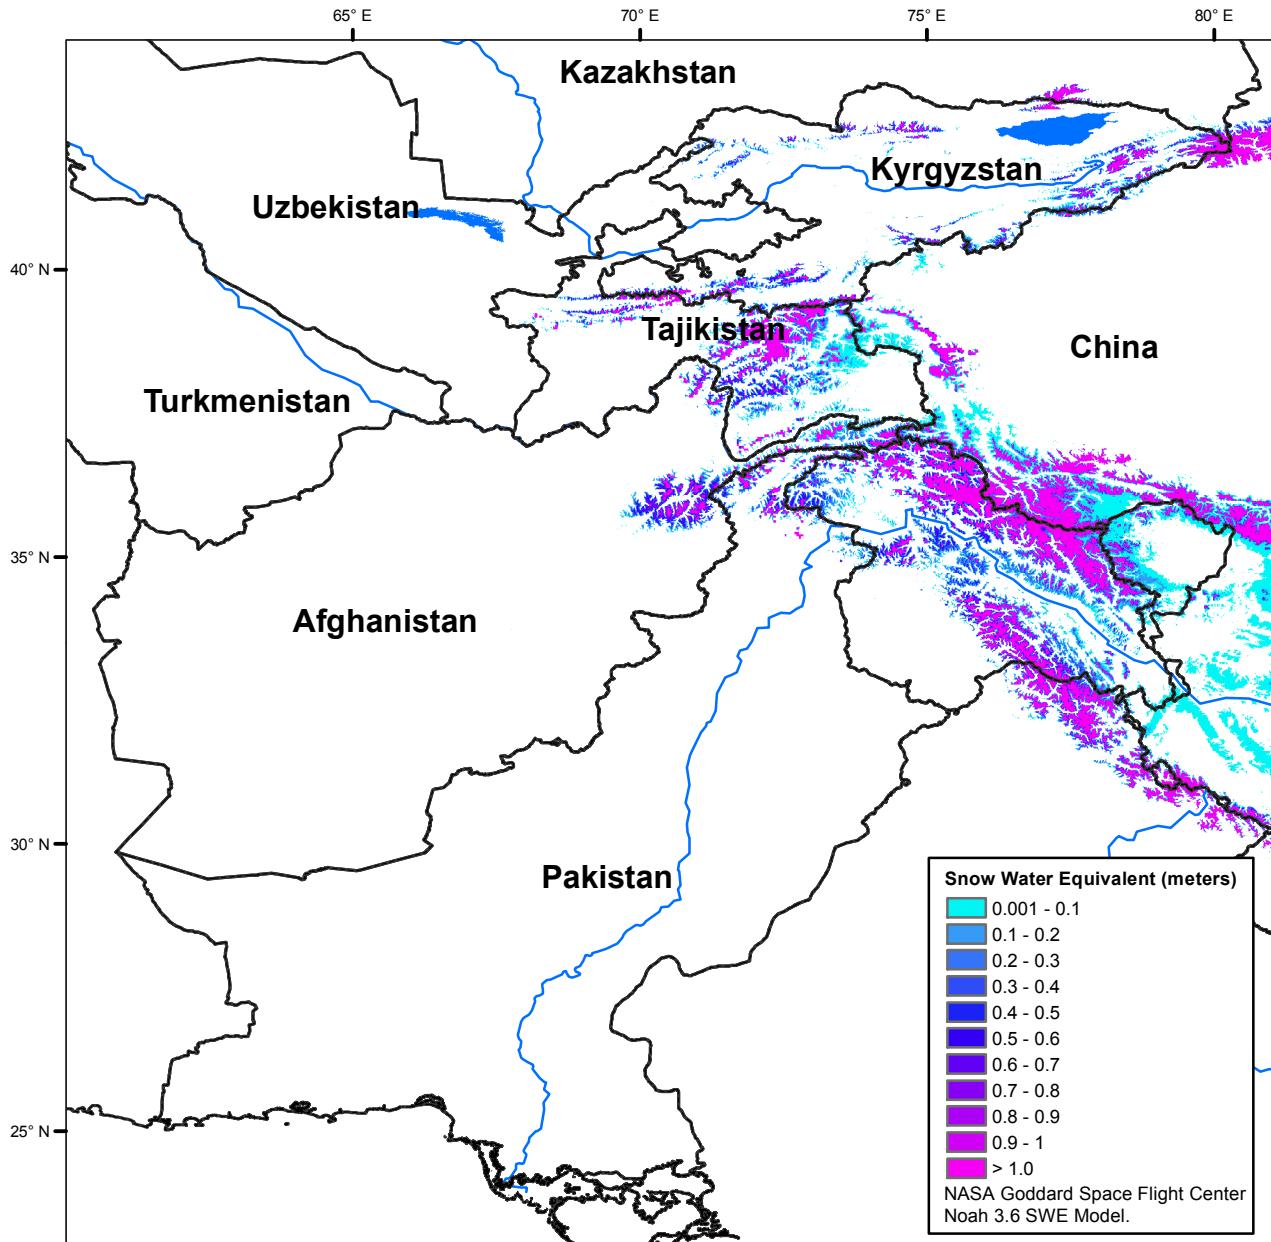 65° E
70° E
75° E
80° E
Kazakhstan
Kyrgyzstan
Uzbekistan
40° N
Tajikistan
China
Turkmenistan
35° N
Afghanistan
30° N
Pakistan
Snow Water Equivalent (meters)
0.001 - 0.1
0.1 - 0.2
0.2 - 0.3
0.3 - 0.4
0.4 - 0.5
0.5 - 0.6
0.6 - 0.7
0.7 - 0.8
0.8 - 0.9
0.9 - 1
> 1.0
NASA Goddard Space Flight Center
Noah 3.6 SWE Model.
25° N